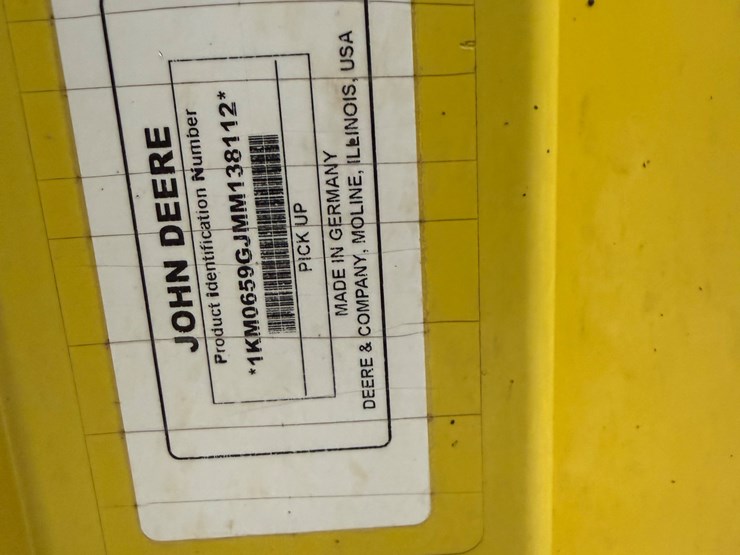 JOHN DEERE
Product Identification Number
*1KM0659GJMM138112*
PICK UP
MADE IN GERMANY
DEERE & COMPANY, MOLINE, ILLINOIS, USA